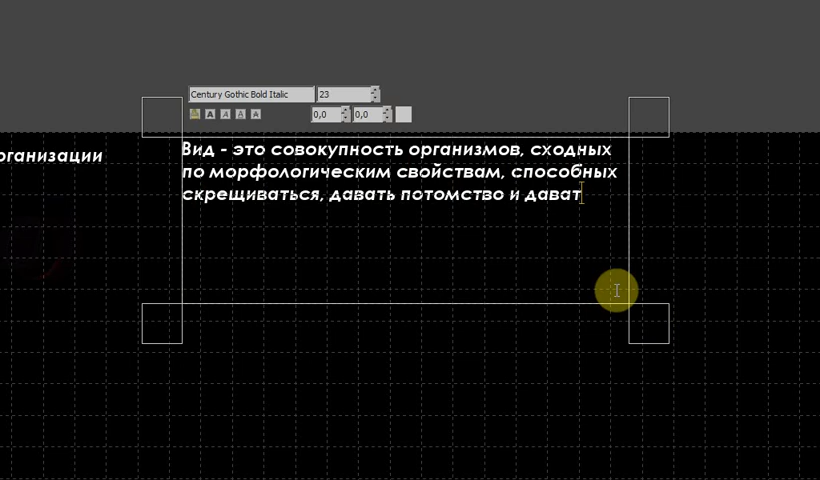 Century Gothic Bold Italic 23
A A A A 0,0 0,0
Вид - это совокупность организмов, сходных
рганизации
по морфологическим свойствам, способных
скрещиваться, давать потомство и дават